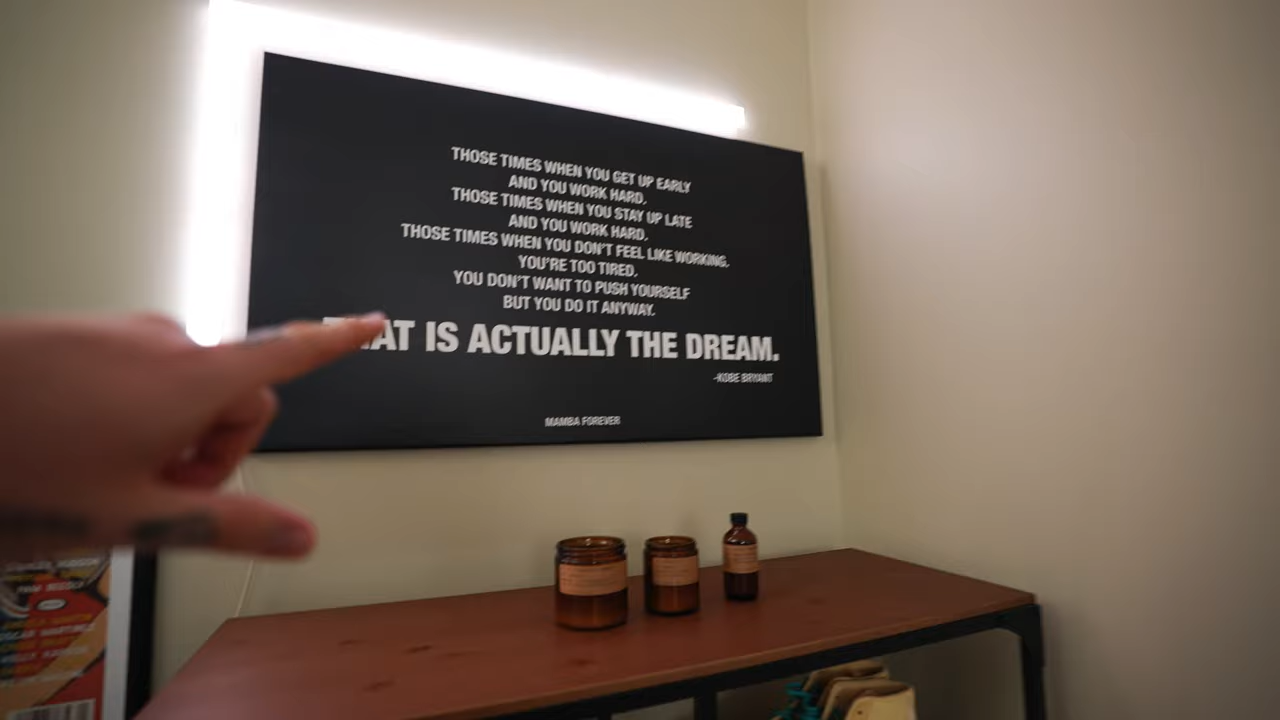 THOSE TIMES WHEN YOU GET UP EARLY
AND YOU WORK HARD.
THOSE TIMES WHEN YOU STAY UP LATE
AND YOU WORK HARD.
THOSE TIMES WHEN YOU DON'T FEEL LIKE WORKING.
YOU'RE TOO TIRED.
YOU DON'T WANT TO PUSH YOURSELF
BUT YOU DO IT ANYWAY.
THAT IS ACTUALLY THE DREAM.
-KOBE BRYANT
MAMBA FOREVER